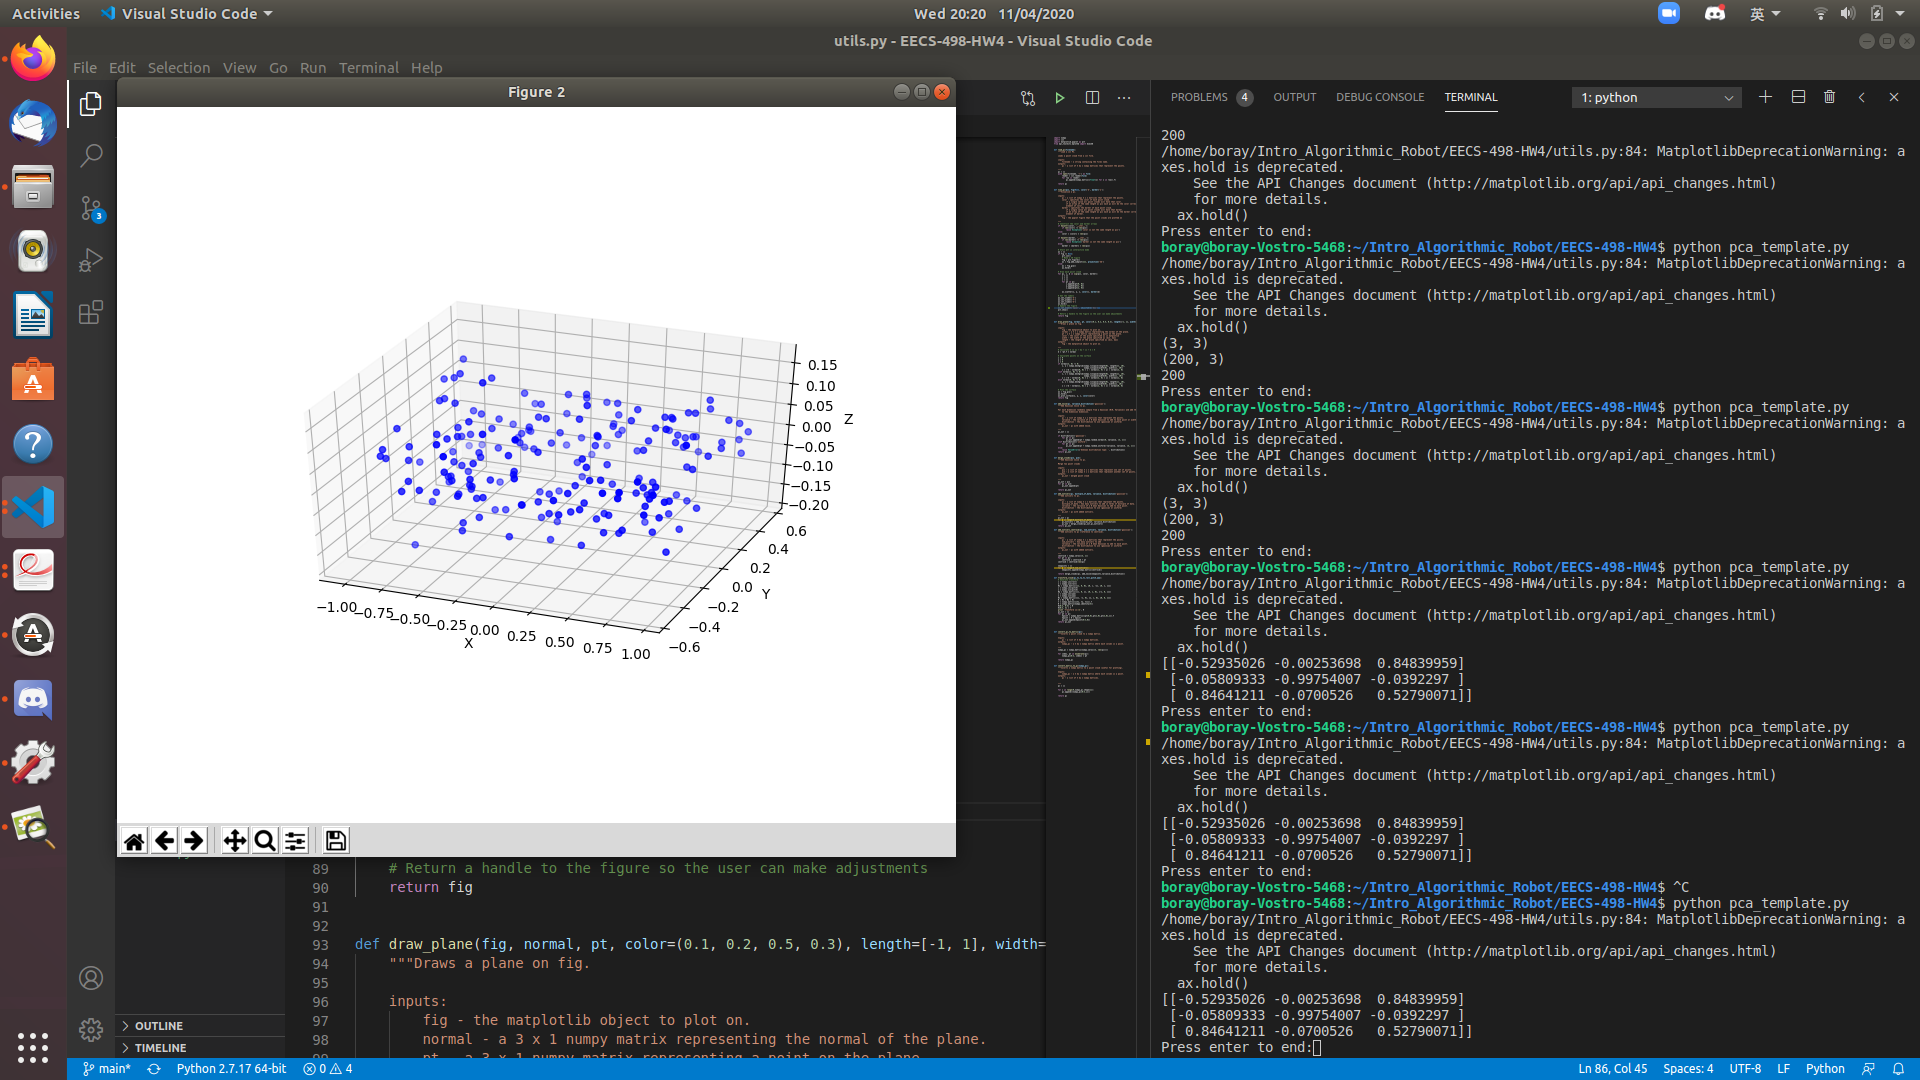 Activities
Visual Studio Code
Wed 20:20 11/04/2020
英
utils.py - EECS-498-HW4 - Visual Studio Code
File Edit Selection View Go Run Terminal Help
Figure 2
0.15
0.10
0.05
0.00
−0.05
−0.10
−0.15
−0.20
Z
0.6
0.4
0.2
0.0
−0.2
−0.4
−0.6
Y
−1.00 −0.75 −0.50 −0.25 0.00 0.25 0.50 0.75 1.00
X
3
89 # Return a handle to the figure so the user can make adjustments
90 return fig
91
92
93 def draw_plane(fig, normal, pt, color=(0.1, 0.2, 0.5, 0.3), length=[-1, 1], width=
94 """Draws a plane on fig.
95
96 inputs:
97 fig - the matplotlib object to plot on.
98 normal - a 3 x 1 numpy matrix representing the normal of the plane.
99 pt - a 3 x 1 numpy matrix representing a point on the plane
OUTLINE
TIMELINE
PROBLEMS 4 OUTPUT DEBUG CONSOLE TERMINAL
1: python
200
/home/boray/Intro_Algorithmic_Robot/EECS-498-HW4/utils.py:84: MatplotlibDeprecationWarning: a
xes.hold is deprecated.
See the API Changes document (http://matplotlib.org/api/api_changes.html)
for more details.
ax.hold()
Press enter to end:
boray@boray-Vostro-5468:~/Intro_Algorithmic_Robot/EECS-498-HW4$ python pca_template.py
/home/boray/Intro_Algorithmic_Robot/EECS-498-HW4/utils.py:84: MatplotlibDeprecationWarning: a
xes.hold is deprecated.
See the API Changes document (http://matplotlib.org/api/api_changes.html)
for more details.
ax.hold()
(3, 3)
(200, 3)
200
Press enter to end:
boray@boray-Vostro-5468:~/Intro_Algorithmic_Robot/EECS-498-HW4$ python pca_template.py
/home/boray/Intro_Algorithmic_Robot/EECS-498-HW4/utils.py:84: MatplotlibDeprecationWarning: a
xes.hold is deprecated.
See the API Changes document (http://matplotlib.org/api/api_changes.html)
for more details.
ax.hold()
(3, 3)
(200, 3)
200
Press enter to end:
boray@boray-Vostro-5468:~/Intro_Algorithmic_Robot/EECS-498-HW4$ python pca_template.py
/home/boray/Intro_Algorithmic_Robot/EECS-498-HW4/utils.py:84: MatplotlibDeprecationWarning: a
xes.hold is deprecated.
See the API Changes document (http://matplotlib.org/api/api_changes.html)
for more details.
ax.hold()
[[-0.52935026 -0.00253698 0.84839959]
[-0.05809333 -0.99754007 -0.0392297 ]
[ 0.84641211 -0.0700526 0.52790071]]
Press enter to end:
boray@boray-Vostro-5468:~/Intro_Algorithmic_Robot/EECS-498-HW4$ python pca_template.py
/home/boray/Intro_Algorithmic_Robot/EECS-498-HW4/utils.py:84: MatplotlibDeprecationWarning: a
xes.hold is deprecated.
See the API Changes document (http://matplotlib.org/api/api_changes.html)
for more details.
ax.hold()
[[-0.52935026 -0.00253698 0.84839959]
[-0.05809333 -0.99754007 -0.0392297 ]
[ 0.84641211 -0.0700526 0.52790071]]
Press enter to end:
boray@boray-Vostro-5468:~/Intro_Algorithmic_Robot/EECS-498-HW4$ ^C
boray@boray-Vostro-5468:~/Intro_Algorithmic_Robot/EECS-498-HW4$ python pca_template.py
/home/boray/Intro_Algorithmic_Robot/EECS-498-HW4/utils.py:84: MatplotlibDeprecationWarning: a
xes.hold is deprecated.
See the API Changes document (http://matplotlib.org/api/api_changes.html)
for more details.
ax.hold()
[[-0.52935026 -0.00253698 0.84839959]
[-0.05809333 -0.99754007 -0.0392297 ]
[ 0.84641211 -0.0700526 0.52790071]]
Press enter to end:
main* Python 2.7.17 64-bit 0 4 Ln 86, Col 45 Spaces: 4 UTF-8 LF Python